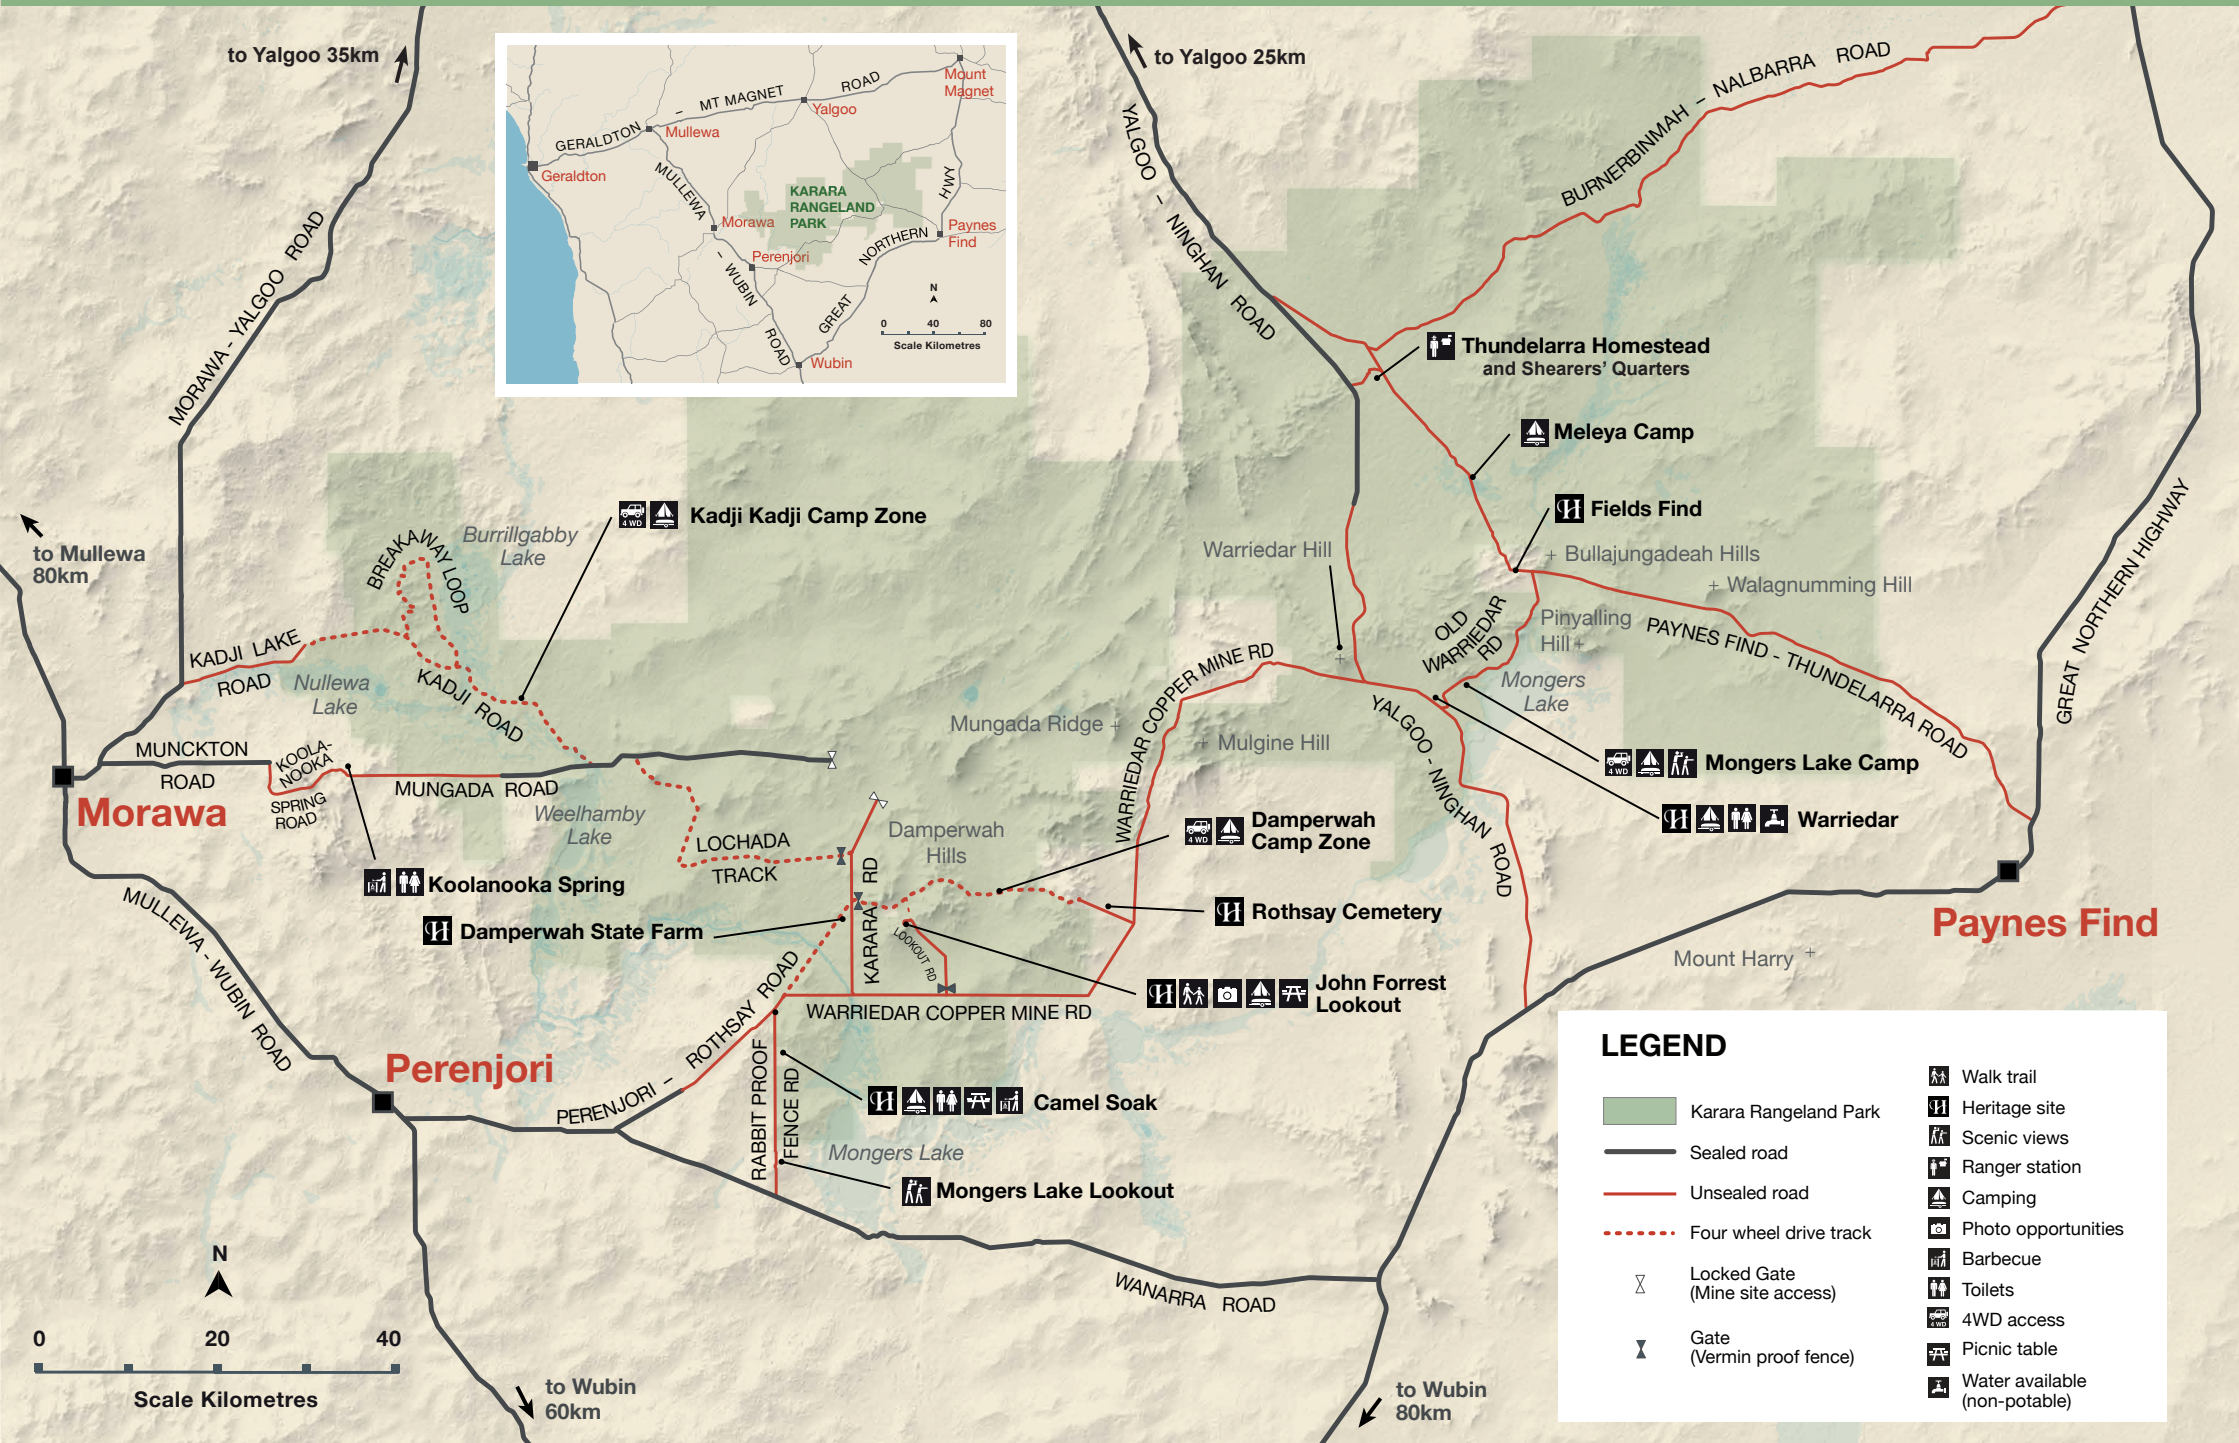 to Yalgoo 35km
to Yalgoo 25km
MORAWA - YALGOO ROAD
GERALDTON – MT MAGNET ROAD
Mount
Magnet
Yalgoo
Mullewa
Geraldton
MULLEWA – WUBIN ROAD
KARARA
RANGELAND
PARK
Morawa
Perenjori
HWY
NORTHERN
GREAT
Paynes
Find
Wubin
N
0 40 80
Scale Kilometres
YALGOO – NINGHAN ROAD
BURNERBINMAH – NALBARRA ROAD
Thundelarra Homestead
and Shearers' Quarters
Meleya Camp
Fields Find
Bullajungadeah Hills
Walagnumming Hill
Warriedar Hill
OLD
WARRIEDAR
RD
Pinyalling
Hill
PAYNES FIND - THUNDELARRA ROAD
GREAT NORTHERN HIGHWAY
to Mullewa
80km
BREAKAWAY LOOP
Burrillgabby
Lake
4 WD
Kadji Kadji Camp Zone
KADJI LAKE
ROAD
Nullewa
Lake
KADJI ROAD
MUNCKTON
ROAD
KOOLA-
NOOKA
SPRING
ROAD
MUNGADA ROAD
Morawa
Weelhamby
Lake
Koolanooka Spring
LOCHADA
TRACK
Damperwah State Farm
Damperwah
Hills
KARARA RD
KARARA
LOOKOUT RD
Mungada Ridge
Mulgine Hill
WARRIEDAR COPPER MINE RD
Mongers
Lake
YALGOO - NINGHAN ROAD
4 WD
Mongers Lake Camp
Warriedar
4 WD
Damperwah
Camp Zone
Rothsay Cemetery
John Forrest
Lookout
WARRIEDAR COPPER MINE RD
Paynes Find
Mount Harry
MULLEWA - WUBIN ROAD
Perenjori
PERENJORI – ROTHSAY ROAD
RABBIT PROOF
FENCE RD
Camel Soak
Mongers Lake
Mongers Lake Lookout
WANARRA ROAD
N
0 20 40
Scale Kilometres
to Wubin
60km
to Wubin
80km
LEGEND
Karara Rangeland Park
Sealed road
Unsealed road
Four wheel drive track
Locked Gate
(Mine site access)
Gate
(Vermin proof fence)
Walk trail
Heritage site
Scenic views
Ranger station
Camping
Photo opportunities
Barbecue
Toilets
4 WD
4WD access
Picnic table
Water available
(non-potable)